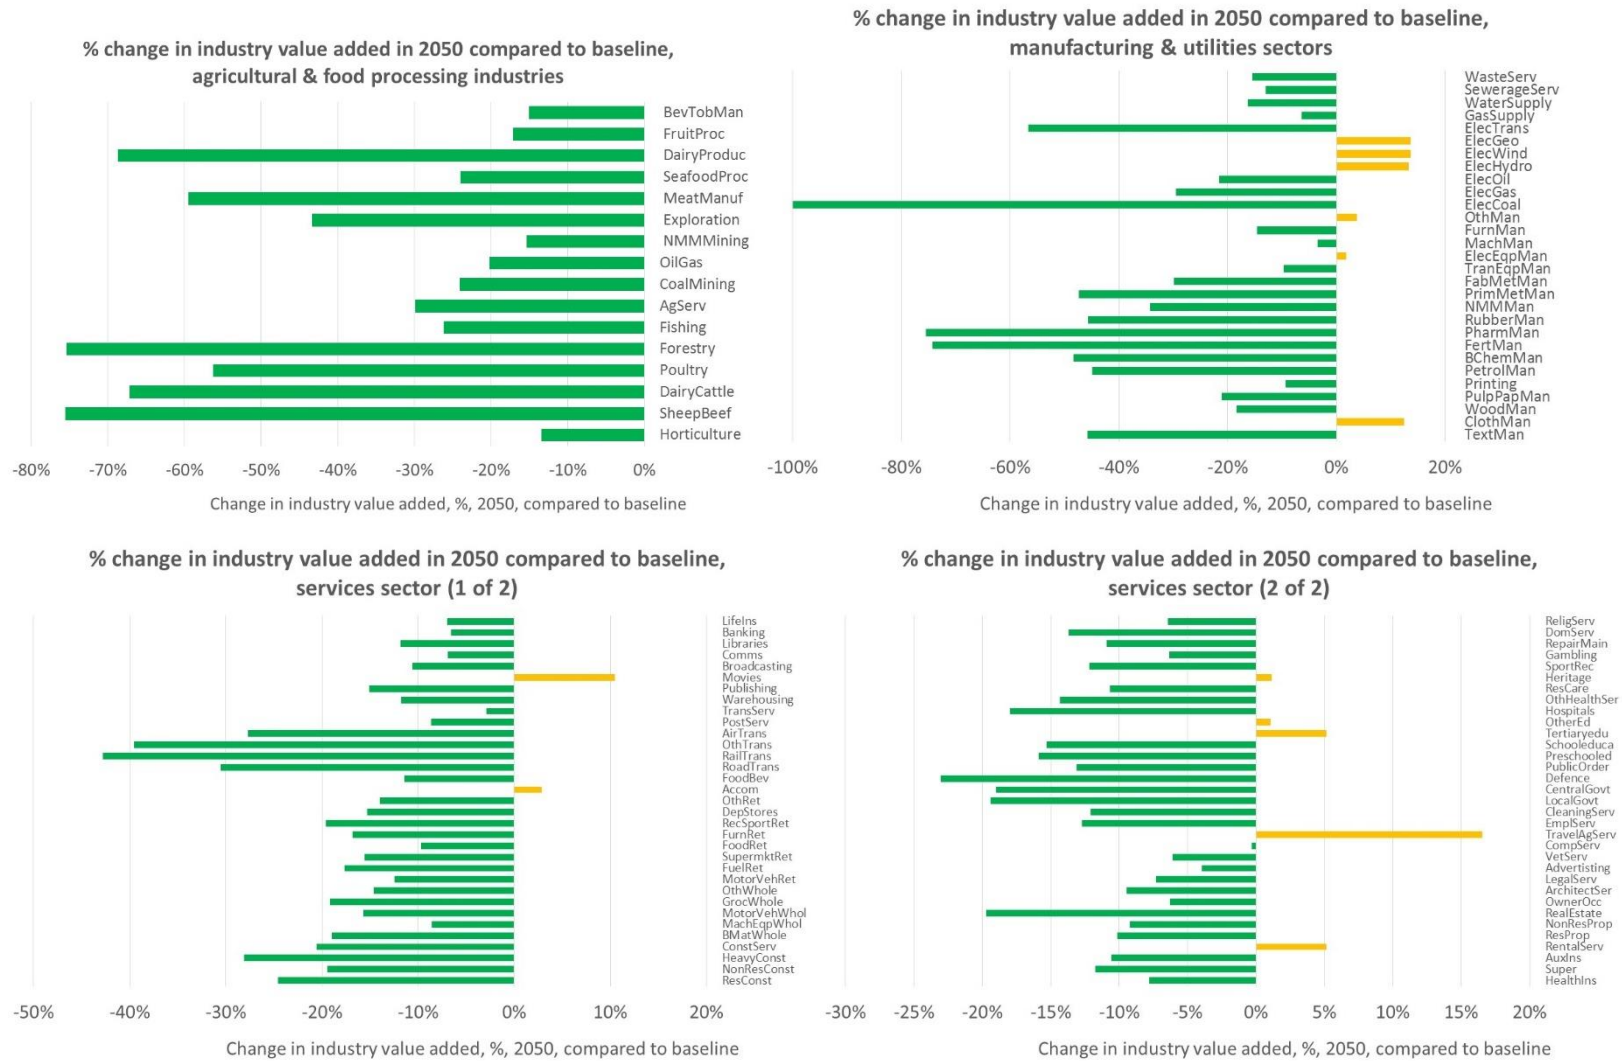 % change in industry value added in 2050 compared to baseline,
agricultural & food processing industries
BevTobMan
FruitProc
DairyProduc
SeafoodProc
MeatManuf
Exploration
NMMMining
OilGas
CoalMining
AgServ
Fishing
Forestry
Poultry
DairyCattle
SheepBeef
Horticulture
-80% -70% -60% -50% -40% -30% -20% -10% 0%
Change in industry value added, %, 2050, compared to baseline
% change in industry value added in 2050 compared to baseline,
manufacturing & utilities sectors
WasteServ
SewerageServ
WaterSupply
GasSupply
ElecTrans
ElecGeo
ElecWind
ElecHydro
ElecOil
ElecGas
ElecCoal
OthMan
FurnMan
MachMan
ElecEqpMan
TranEqpMan
FabMetMan
PrimMetMan
NMMMan
RubberMan
PharmMan
FertMan
BChemMan
PetrolMan
Printing
PulpPapMan
WoodMan
ClothMan
TextMan
-100% -80% -60% -40% -20% 0% 20%
Change in industry value added, %, 2050, compared to baseline
% change in industry value added in 2050 compared to baseline,
services sector (1 of 2)
LifeIns
Banking
Libraries
Comms
Broadcasting
Movies
Publishing
Warehousing
TransServ
PostServ
AirTrans
OthTrans
RailTrans
RoadTrans
FoodBev
Accom
OthRet
DepStores
RecSportRet
FurnRet
FoodRet
SupermktRet
FuelRet
MotorVehRet
OthWhole
GrocWhole
MotorVehWhol
MachEqpWhol
BMatWhole
ConstServ
HeavyConst
NonResConst
ResConst
-50% -40% -30% -20% -10% 0% 10% 20%
Change in industry value added, %, 2050, compared to baseline
% change in industry value added in 2050 compared to baseline,
services sector (2 of 2)
ReligServ
DomServ
RepairMain
Gambling
SportRec
Heritage
ResCare
OthHealthSer
Hospitals
OtherEd
Tertiaryedu
Schooleduca
Preschooled
PublicOrder
Defence
CentralGovt
LocalGovt
CleaningServ
EmplServ
TravelAgServ
CompServ
VetServ
Advertisting
LegalServ
ArchitectSer
OwnerOcc
RealEstate
NonResProp
ResProp
RentalServ
AuxIns
Super
HealthIns
-30% -25% -20% -15% -10% -5% 0% 5% 10% 15% 20%
Change in industry value added, %, 2050, compared to baseline